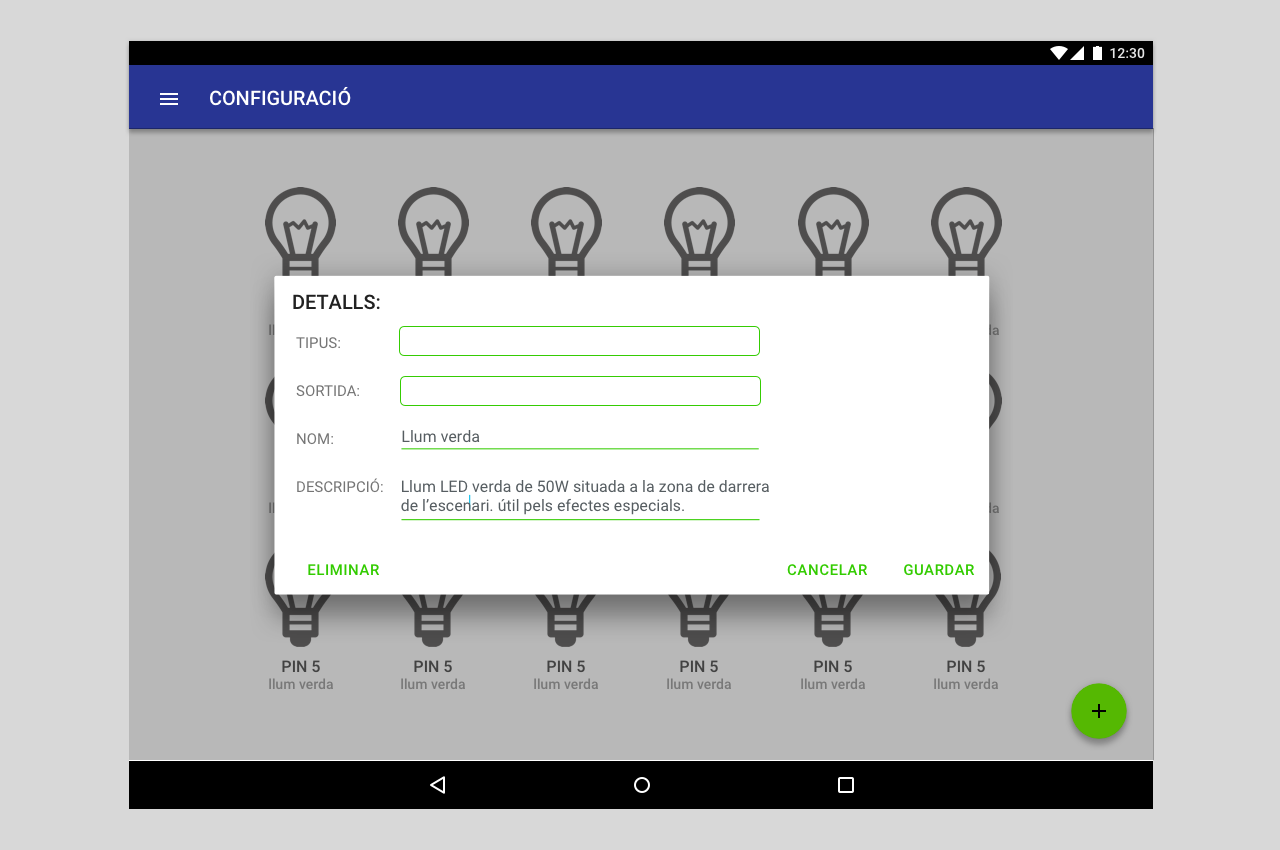 12:30
CONFIGURACIÓ
DETALLS:
TIPUS:
SORTIDA:
NOM:
Llum verda
DESCRIPCIÓ:
Llum LED verda de 50W situada a la zona de darrera
de l’escenari. útil pels efectes especials.
ELIMINAR
CANCELAR
GUARDAR
PIN 5
PIN 5
PIN 5
PIN 5
PIN 5
PIN 5
llum verda
llum verda
llum verda
llum verda
llum verda
llum verda